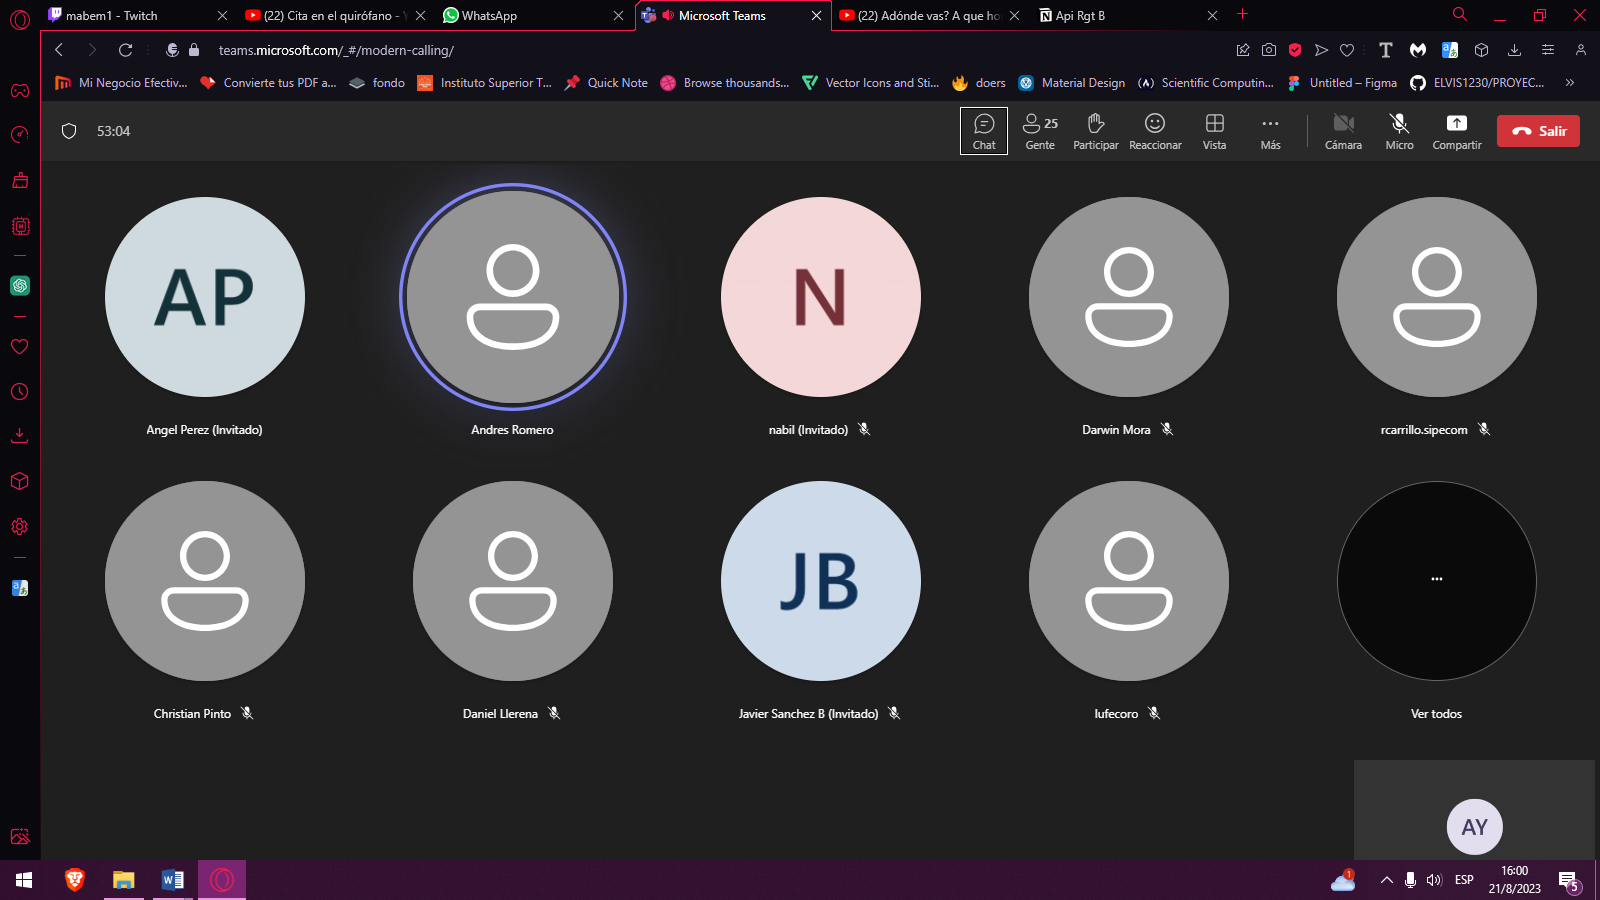 mabem1 - Twitch
(22) Cita en el quirófano - Y
WhatsApp
Microsoft Teams
(22) Adónde vas? A que ho
Api Rgt B
teams.microsoft.com/_#/modern-calling/
Mi Negocio Efectiv...
Convierte tus PDF a...
fondo
Instituto Superior T...
Quick Note
Browse thousands...
Vector Icons and Sti...
doers
Material Design
Scientific Computin...
Untitled – Figma
ELVIS1230/PROYEC...
»
53:04
Chat
25
Gente
Participar
Reaccionar
Vista
Más
Cámara
Micro
Compartir
Salir
AP
N
Angel Perez (Invitado)
Andres Romero
nabil (Invitado)
Darwin Mora
rcarrillo.sipecom
JB
Christian Pinto
Daniel Llerena
Javier Sanchez B (Invitado)
lufecoro
Ver todos
AY
1
ESP
16:00
21/8/2023
5